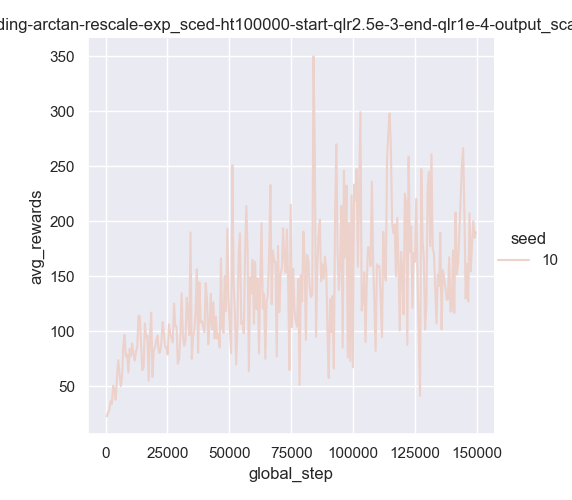 ding-arctan-rescale-exp_sced-ht100000-start-qlr2.5e-3-end-qlr1e-4-output_sca
350
300
250
200
150
100
50
avg_rewards
0 25000 50000 75000 100000 125000 150000
global_step
seed
10